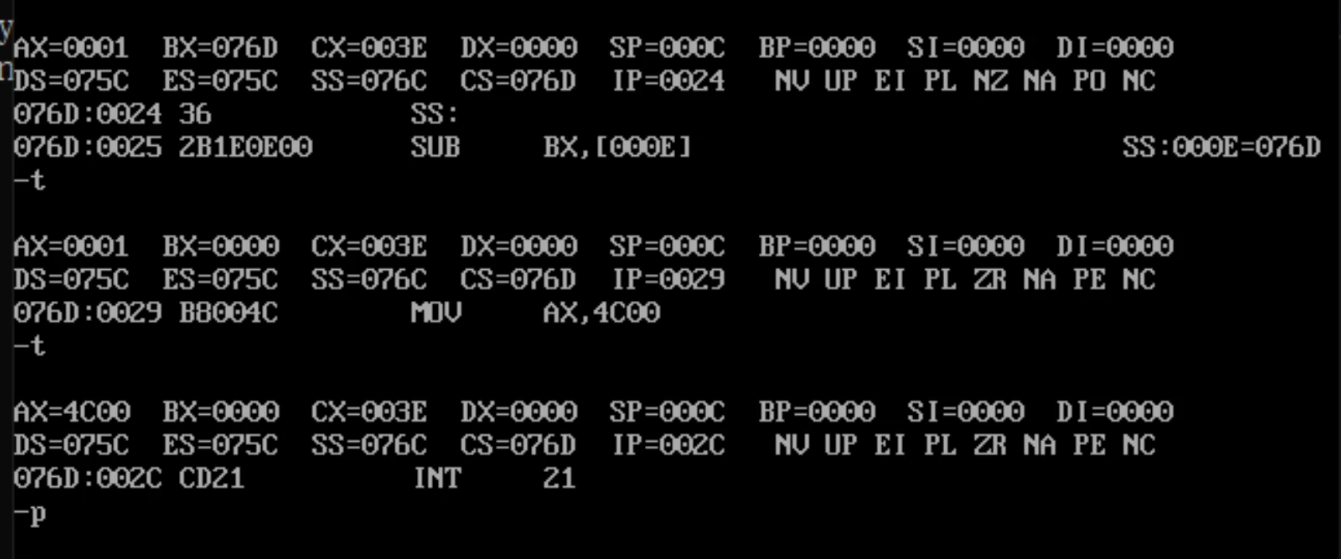 y
AX=0001 BX=076D CX=003E DX=0000 SP=000C BP=0000 SI=0000 DI=0000
n
DS=075C ES=075C SS=076C CS=076D IP=0024 NV UP EI PL NZ NA PO NC
076D:0024 36 SS:
076D:0025 2B1E0E00 SUB BX,[000E] SS:000E=076D
-t
AX=0001 BX=0000 CX=003E DX=0000 SP=000C BP=0000 SI=0000 DI=0000
DS=075C ES=075C SS=076C CS=076D IP=0029 NV UP EI PL ZR NA PE NC
076D:0029 B8004C MOV AX,4C00
-t
AX=4C00 BX=0000 CX=003E DX=0000 SP=000C BP=0000 SI=0000 DI=0000
DS=075C ES=075C SS=076C CS=076D IP=002C NV UP EI PL ZR NA PE NC
076D:002C CD21 INT 21
-p